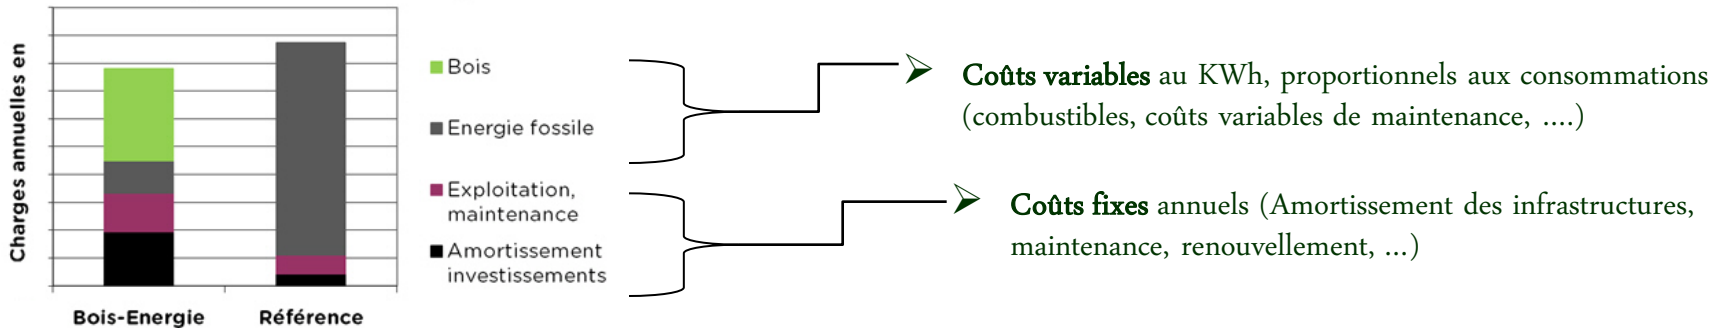 Charges annuelles en
Bois-Energie
Référence
Bois
Energie fossile
Exploitation,
maintenance
Amortissement
investissements
Coûts variables au KWh, proportionnels aux consommations
(combustibles, coûts variables de maintenance, ....)
Coûts fixes annuels (Amortissement des infrastructures,
maintenance, renouvellement, ...)